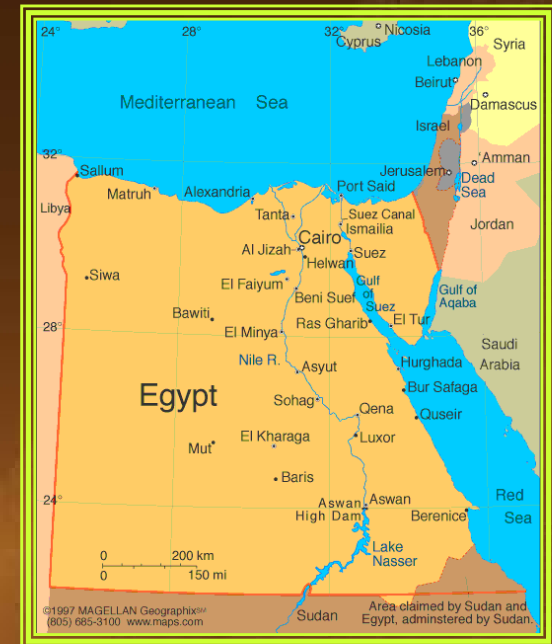 24°
28°
32°
36°
Nicosia
Cyprus
Syria
Lebanon
Beirut
Damascus
Mediterranean Sea
Israel
32°
Sallum
Jerusalem
'Amman
Dead
Sea
Matruh
Alexandria
Port Said
Libya
Tanta
Suez Canal
Ismailia
Jordan
Cairo
Al Jizah
Suez
Helwan
Siwa
El Faiyum
Gulf
of
Suez
Gulf of
Aqaba
Beni Suef
Bawiti
Ras Gharib
El Tur
28°
El Minya
Saudi
Arabia
Nile R.
Asyut
Hurghada
Egypt
Bur Safaga
Sohag
Qena
Quseir
El Kharaga
Luxor
Mut
Baris
24°
Aswan
High Dam
Aswan
Berenice
Red
Sea
Lake
Nasser
0 200 km
0 150 mi
©1997 MAGELLAN Geographix℠
(805) 685-3100 www.maps.com
Sudan
Area claimed by Sudan and
Egypt, adminstered by Sudan.